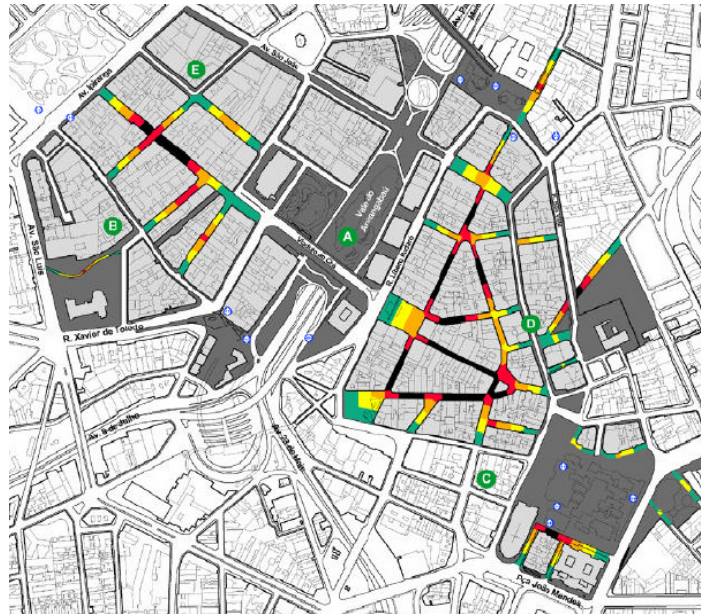 Av. Ipiranga
E
Av. São João
B
Av. São Luís
Vale do
Anhangabaú
A
Viaduto do Chá
R. Líbero Badaró
D
R. Xavier de Toledo
Av. 9 de Julho
Av. 23 de Maio
C
Pça João Mendes